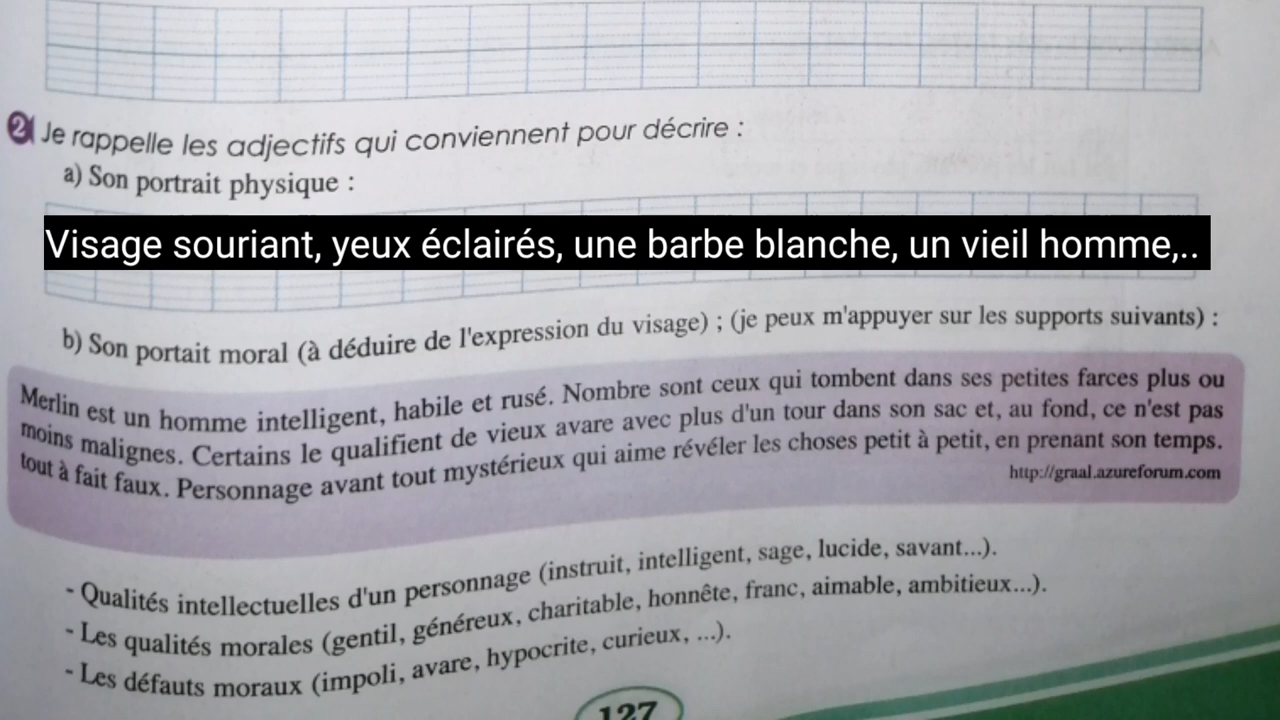 2 Je rappelle les adjectifs qui conviennent pour décrire :
a) Son portrait physique :
Visage souriant, yeux éclairés, une barbe blanche, un vieil homme,..
b) Son portait moral (à déduire de l'expression du visage) ; (je peux m'appuyer sur les supports suivants) :
Merlin est un homme intelligent, habile et rusé. Nombre sont ceux qui tombent dans ses petites farces plus ou
moins malignes. Certains le qualifient de vieux avare avec plus d'un tour dans son sac et, au fond, ce n'est pas
tout à fait faux. Personnage avant tout mystérieux qui aime révéler les choses petit à petit, en prenant son temps.
http://graal.azureforum.com
- Qualités intellectuelles d'un personnage (instruit, intelligent, sage, lucide, savant...).
- Les qualités morales (gentil, généreux, charitable, honnête, franc, aimable, ambitieux...).
- Les défauts moraux (impoli, avare, hypocrite, curieux, ...).
127